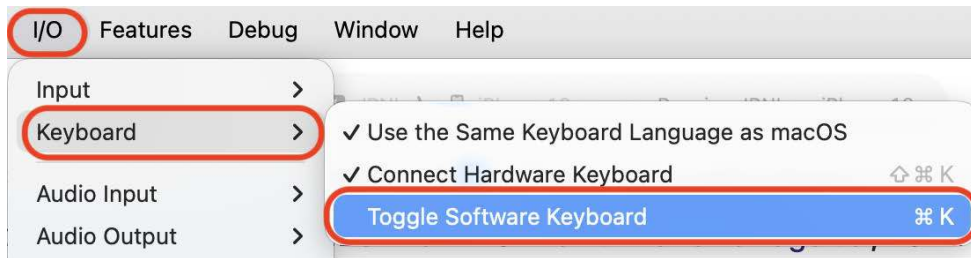 I/O Features Debug Window Help
Input >
Keyboard >
✓ Use the Same Keyboard Language as macOS
✓ Connect Hardware Keyboard ⇧⌘K
Toggle Software Keyboard ⌘K
Audio Input >
Audio Output >